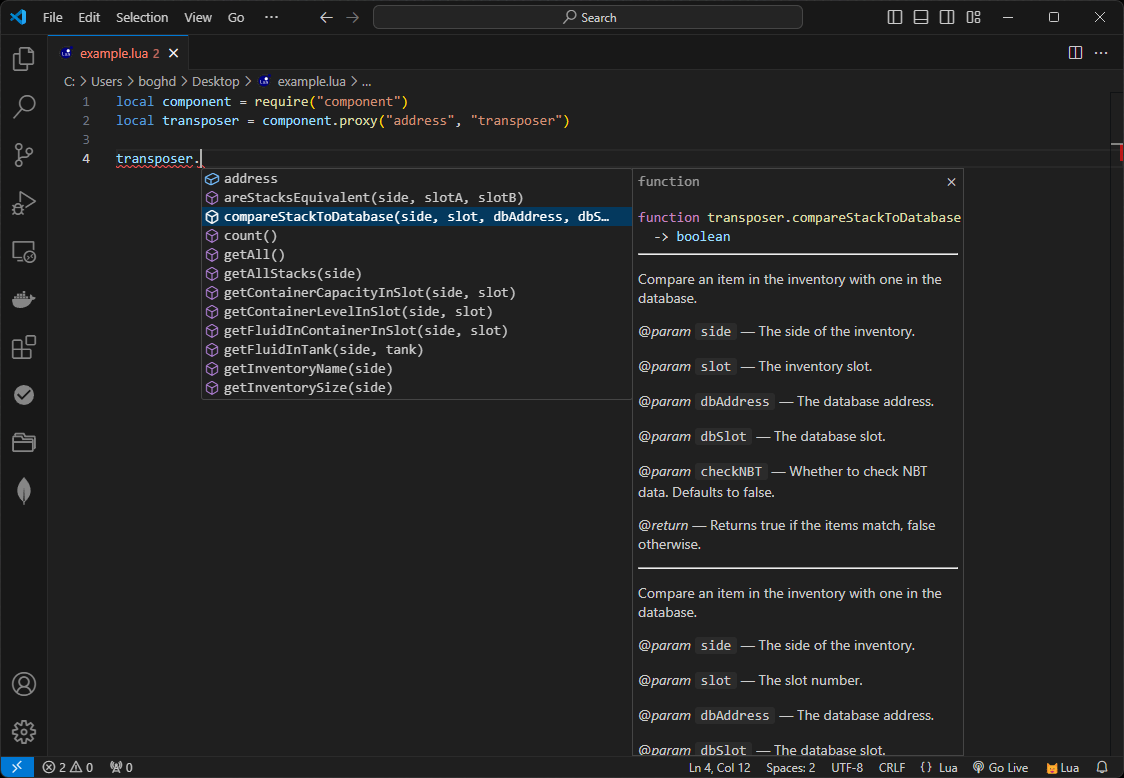 File Edit Selection View Go ··· Search
example.lua 2
C: > Users > boghd > Desktop > example.lua > ...
1 local component = require("component")
2 local transposer = component.proxy("address", "transposer")
3
4 transposer.
address
areStacksEquivalent(side, slotA, slotB)
compareStackToDatabase(side, slot, dbAddress, dbS…
count()
getAll()
getAllStacks(side)
getContainerCapacityInSlot(side, slot)
getContainerLevelInSlot(side, slot)
getFluidInContainerInSlot(side, slot)
getFluidInTank(side, tank)
getInventoryName(side)
getInventorySize(side)
function
function transposer.compareStackToDatabase
-> boolean
Compare an item in the inventory with one in the
database.
@param side — The side of the inventory.
@param slot — The inventory slot.
@param dbAddress — The database address.
@param dbSlot — The database slot.
@param checkNBT — Whether to check NBT
data. Defaults to false.
@return — Returns true if the items match, false
otherwise.
Compare an item in the inventory with one in the
database.
@param side — The side of the inventory.
@param slot — The slot number.
@param dbAddress — The database address.
@param dbSlot — The database slot.
2 0 0 Ln 4, Col 12 Spaces: 2 UTF-8 CRLF {} Lua Go Live Lua